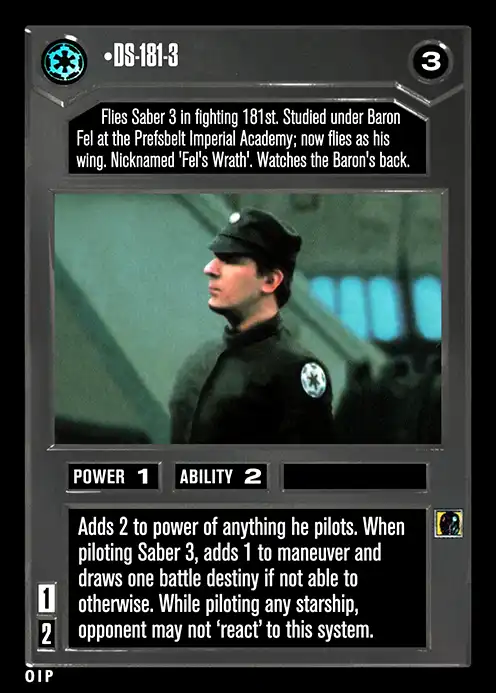 •DS-181-3
3
Flies Saber 3 in fighting 181st. Studied under Baron
Fel at the Prefsbelt Imperial Academy; now flies as his
wing. Nicknamed 'Fel's Wrath'. Watches the Baron's back.
POWER 1 ABILITY 2
Adds 2 to power of anything he pilots. When
piloting Saber 3, adds 1 to maneuver and
draws one battle destiny if not able to
otherwise. While piloting any starship,
opponent may not ‘react’ to this system.
1
2
OIP